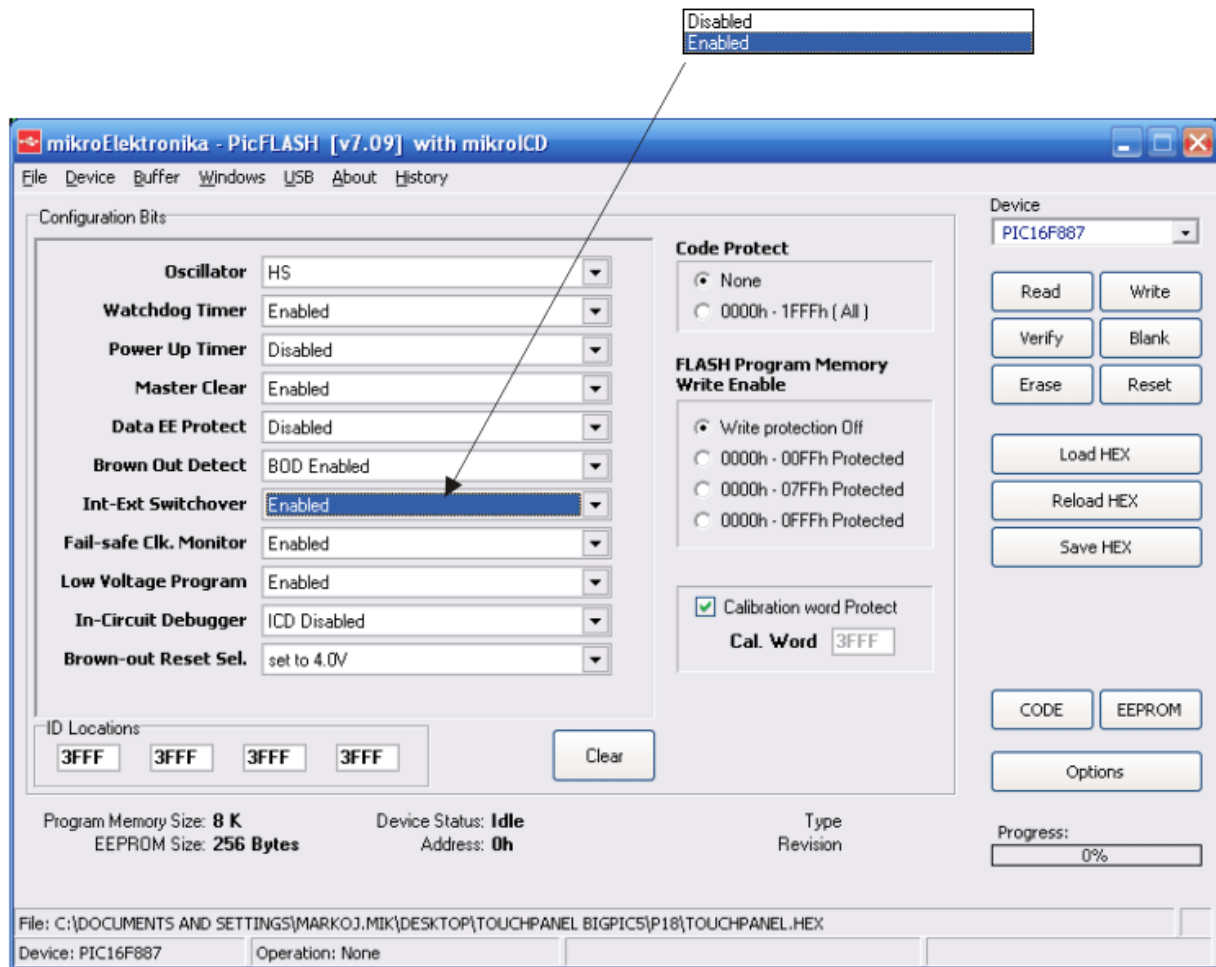 Disabled
Enabled
mikroElektronika - PicFLASH [v7.09] with mikroICD
File Device Buffer Windows USB About History
Configuration Bits
Oscillator HS
Watchdog Timer Enabled
Power Up Timer Disabled
Master Clear Enabled
Data EE Protect Disabled
Brown Out Detect BOD Enabled
Int-Ext Switchover Enabled
Fail-safe Clk. Monitor Enabled
Low Voltage Program Enabled
In-Circuit Debugger ICD Disabled
Brown-out Reset Sel. set to 4.0V
Code Protect
None
0000h - 1FFFh ( All )
FLASH Program Memory
Write Enable
Write protection Off
0000h - 00FFh Protected
0000h - 07FFh Protected
0000h - 0FFFh Protected
Calibration word Protect
Cal. Word 3FFF
ID Locations
3FFF 3FFF 3FFF 3FFF
Clear
Device
PIC16F887
Read Write
Verify Blank
Erase Reset
Load HEX
Reload HEX
Save HEX
CODE EEPROM
Options
Program Memory Size: 8 K Device Status: Idle Type
EEPROM Size: 256 Bytes Address: 0h Revision
Progress:
0%
File: C:\DOCUMENTS AND SETTINGS\MARKOJ.MIK\DESKTOP\TOUCHPANEL BIGPIC5\P18\TOUCHPANEL.HEX
Device: PIC16F887 Operation: None